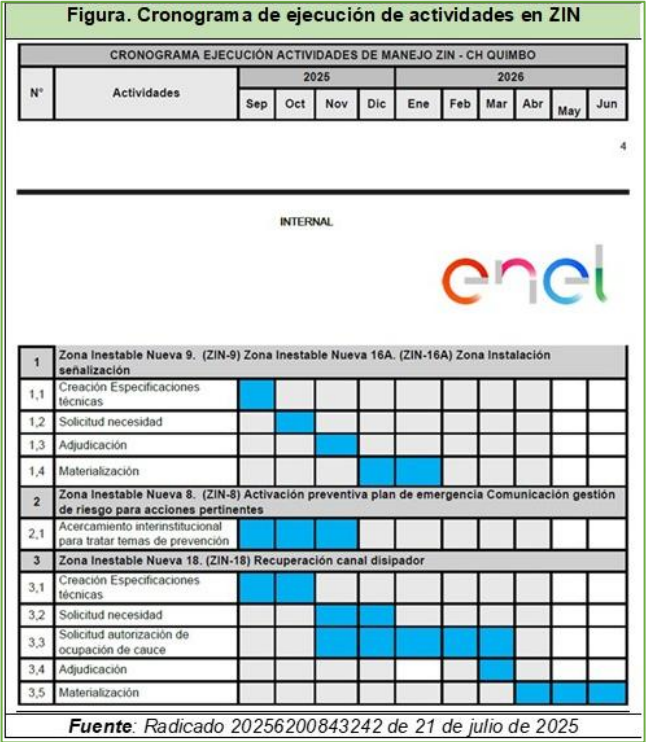 Figura. Cronograma de ejecución de actividades en ZIN
CRONOGRAMA EJECUCIÓN ACTIVIDADES DE MANEJO ZIN - CH QUIMBO
N° Actividades 2025 2026
Sep Oct Nov Dic Ene Feb Mar Abr May Jun
4
INTERNAL
enel
1 Zona Inestable Nueva 9. (ZIN-9) Zona Inestable Nueva 16A. (ZIN-16A) Zona Instalación
señalización
1,1 Creación Especificaciones
técnicas
1,2 Solicitud necesidad
1,3 Adjudicación
1,4 Materialización
2 Zona Inestable Nueva 8. (ZIN-8) Activación preventiva plan de emergencia Comunicación gestión
de riesgo para acciones pertinentes
2,1 Acercamiento interinstitucional
para tratar temas de prevención
3 Zona Inestable Nueva 18. (ZIN-18) Recuperación canal disipador
3,1 Creación Especificaciones
técnicas
3,2 Solicitud necesidad
3,3 Solicitud autorización de
ocupación de cauce
3,4 Adjudicación
3,5 Materialización
Fuente: Radicado 20256200843242 de 21 de julio de 2025